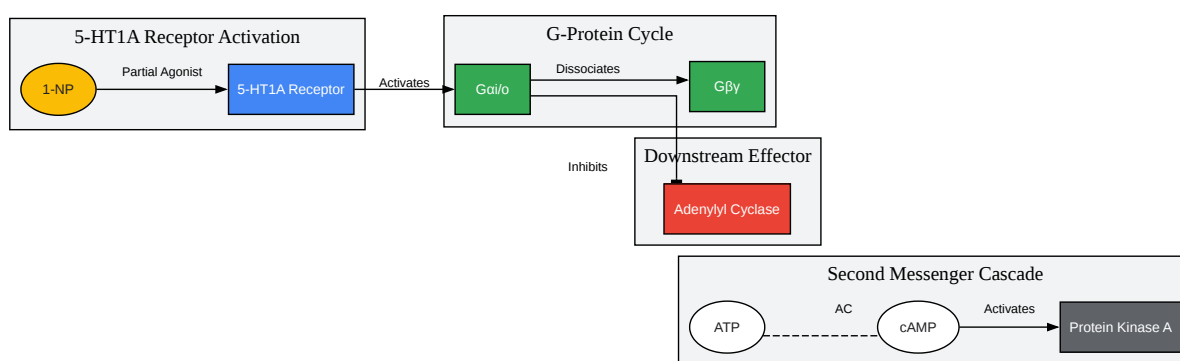 5-HT1A Receptor Activation
1-NP
Partial Agonist
5-HT1A Receptor
Activates
G-Protein Cycle
Gαi/o
Dissociates
Gβγ
Inhibits
Downstream Effector
Adenylyl Cyclase
Second Messenger Cascade
ATP
AC
cAMP
Activates
Protein Kinase A